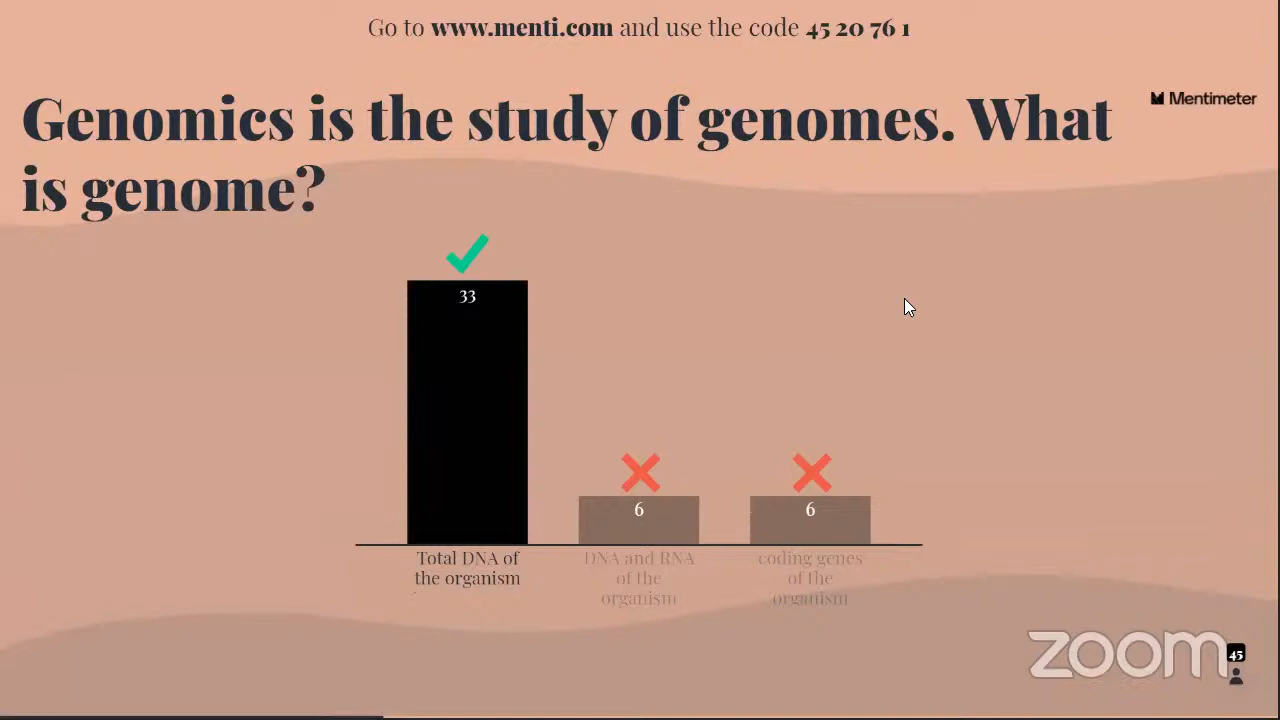 Go to www.menti.com and use the code 45 20 76 1
Mentimeter
Genomics is the study of genomes. What
is genome?
33
6
6
Total DNA of
the organism
DNA and RNA
of the
organism
coding genes
of the
organism
zoom
45